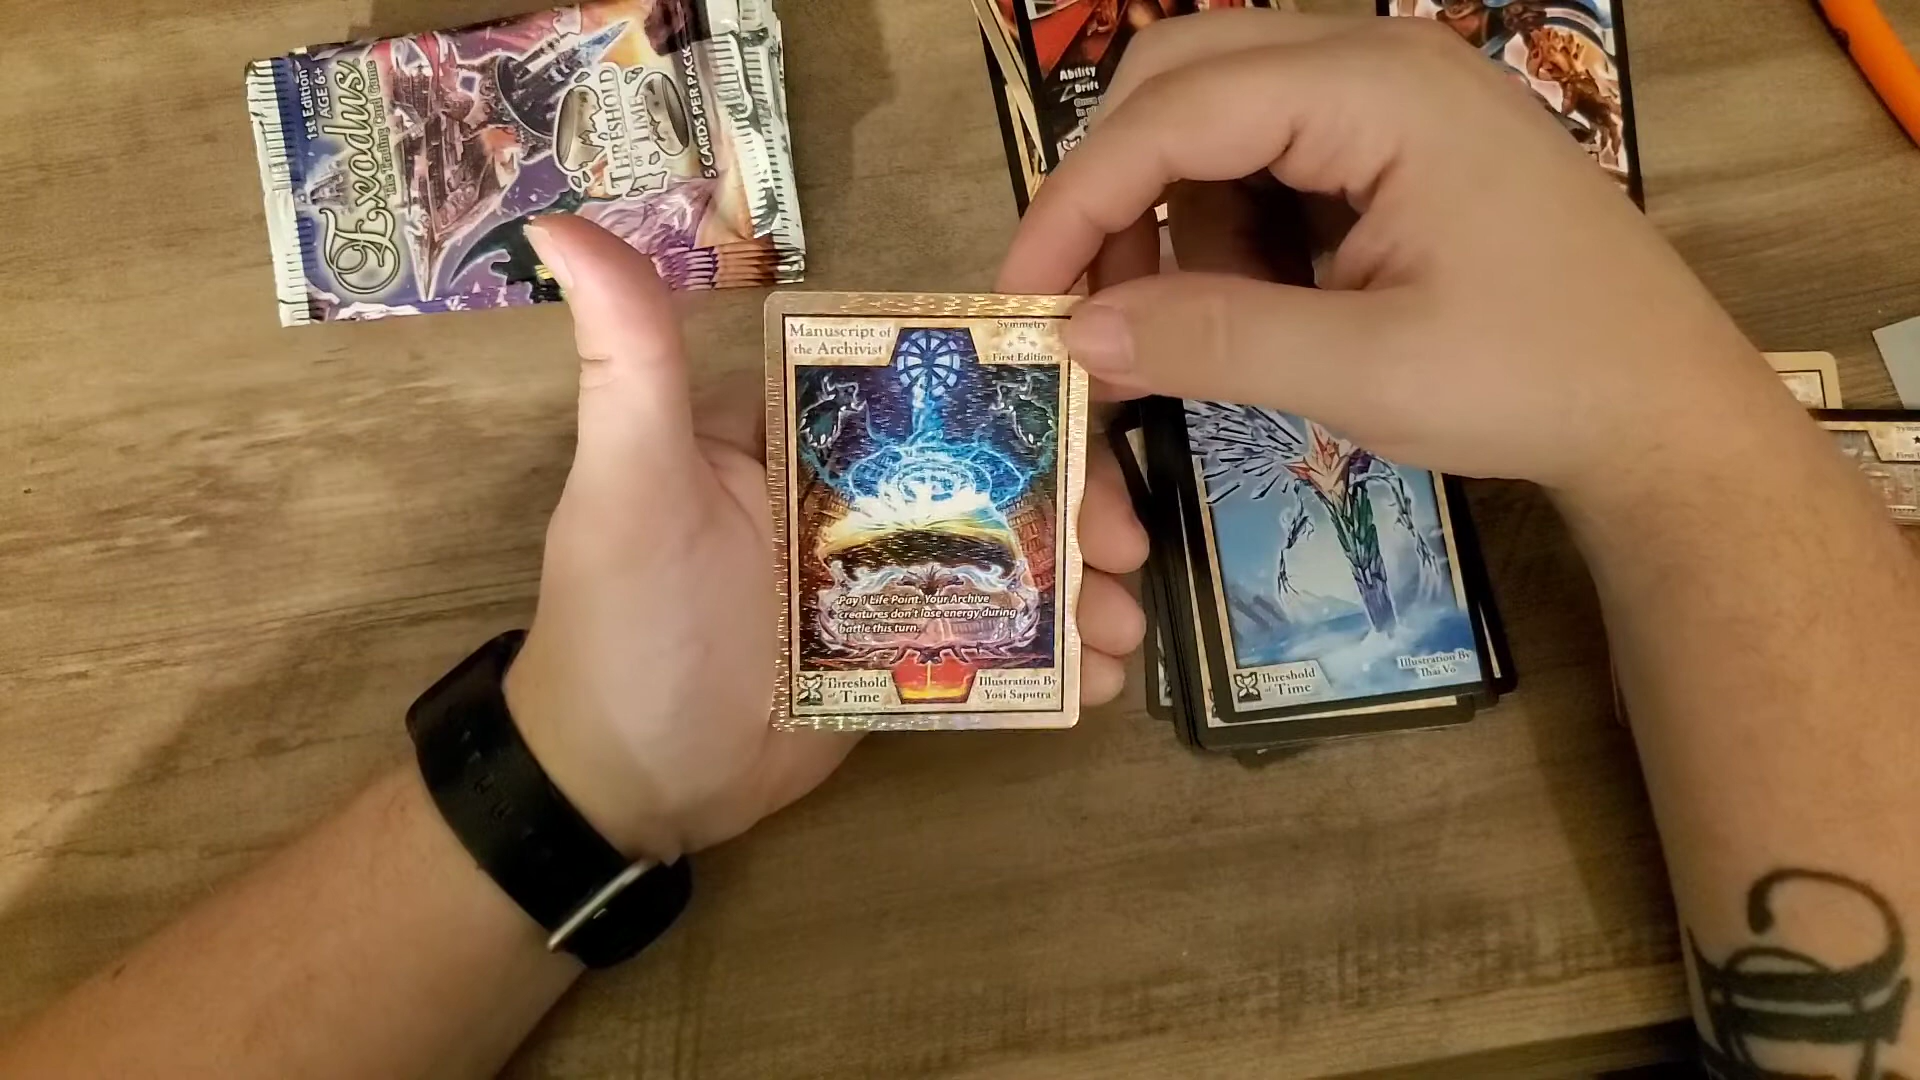 1st Edition
AGE 6+
Exodus
The Trading Card Game
THRESHOLD
OF TIME
5 CARDS PER PACK
Ability
Drift
Manuscript of
the Archivist
Symmetry
First Edition
Pay 1 Life Point. Your Archive
creatures don't lose energy during
battle this turn.
Threshold
of Time
Illustration By
Yosi Saputra
Threshold
of Time
Illustration By
Thai Vo